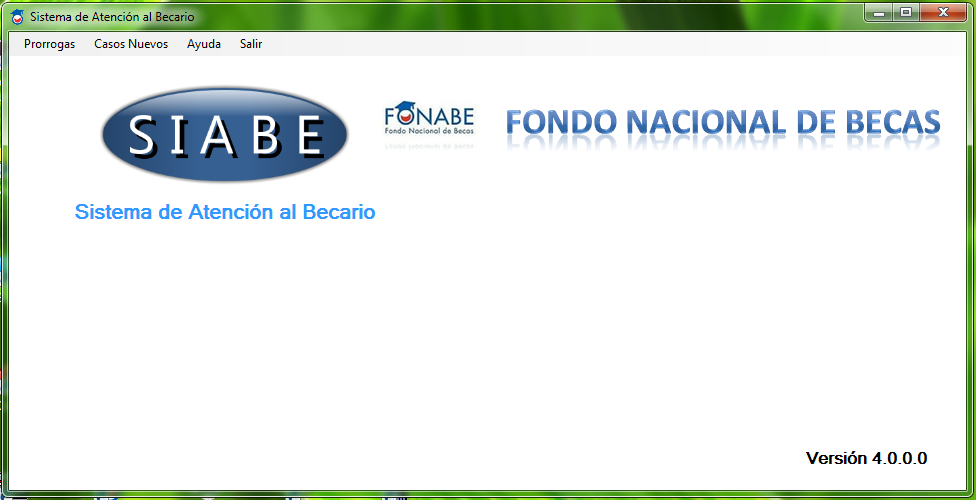 Sistema de Atención al Becario
Prorrogas Casos Nuevos Ayuda Salir
SIABE
FONABE
Fondo Nacional de Becas
FONDO NACIONAL DE BECAS
Sistema de Atención al Becario
Versión 4.0.0.0